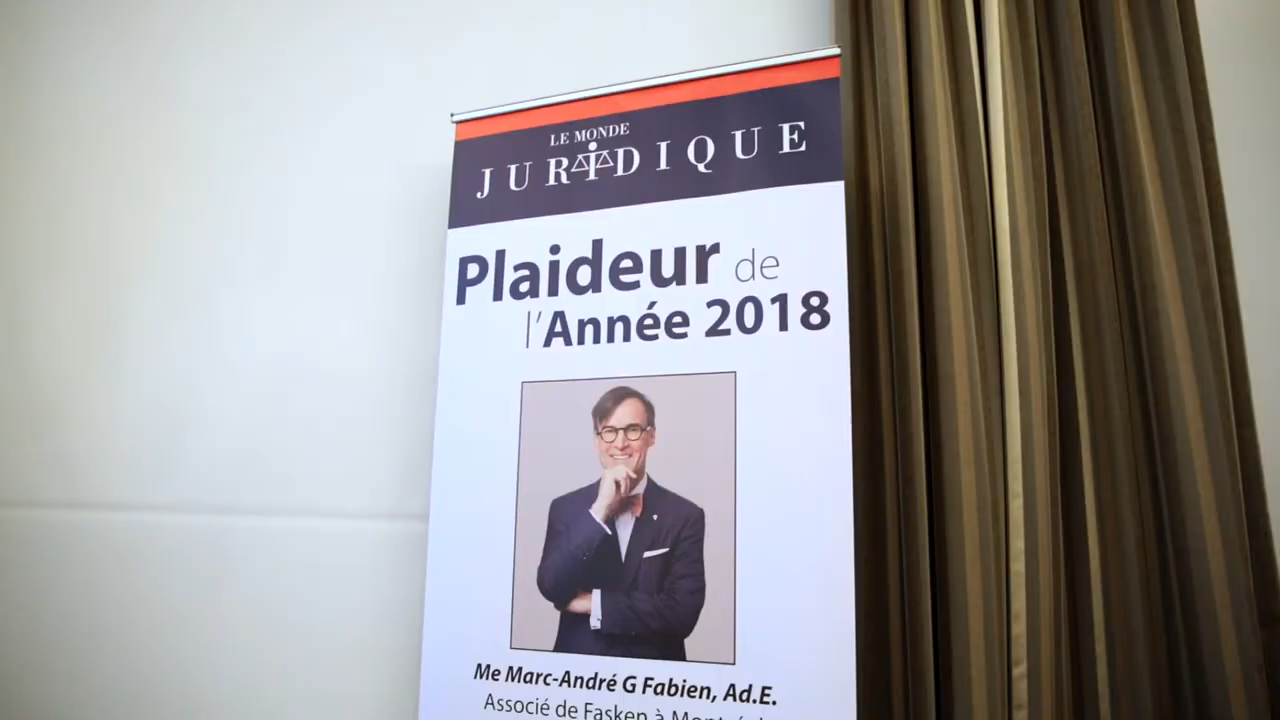 LE MONDE
JURIDIQUE
Plaideur de
l'Année 2018
Me Marc-André G Fabien, Ad.E.
Associé de Fasken à